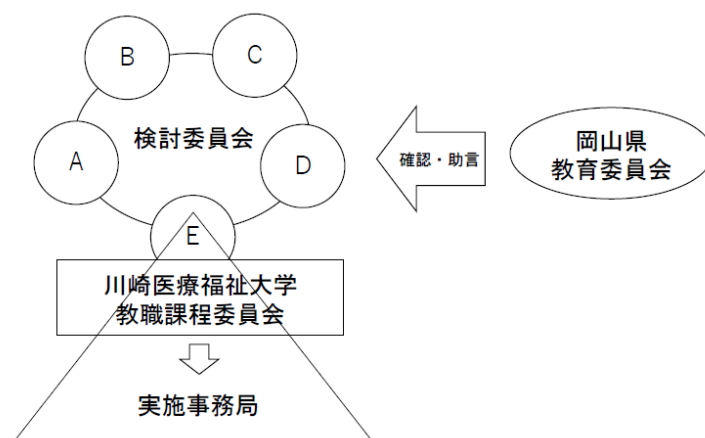 B
C
検討委員会
A
D
確認・助言
岡山県
教育委員会
E
川崎医療福祉大学
教職課程委員会
実施事務局